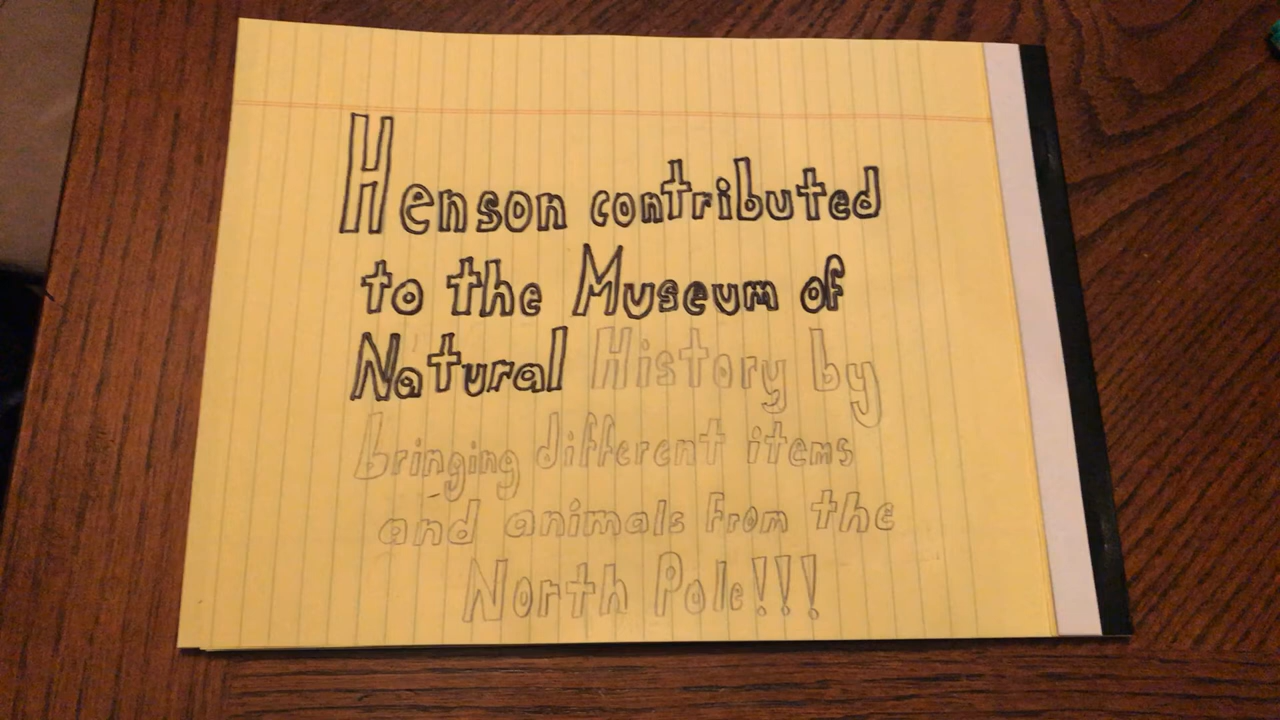 Henson contributed
to the Museum of
Natural History by
bringing different items
and animals from the
North Pole!!!